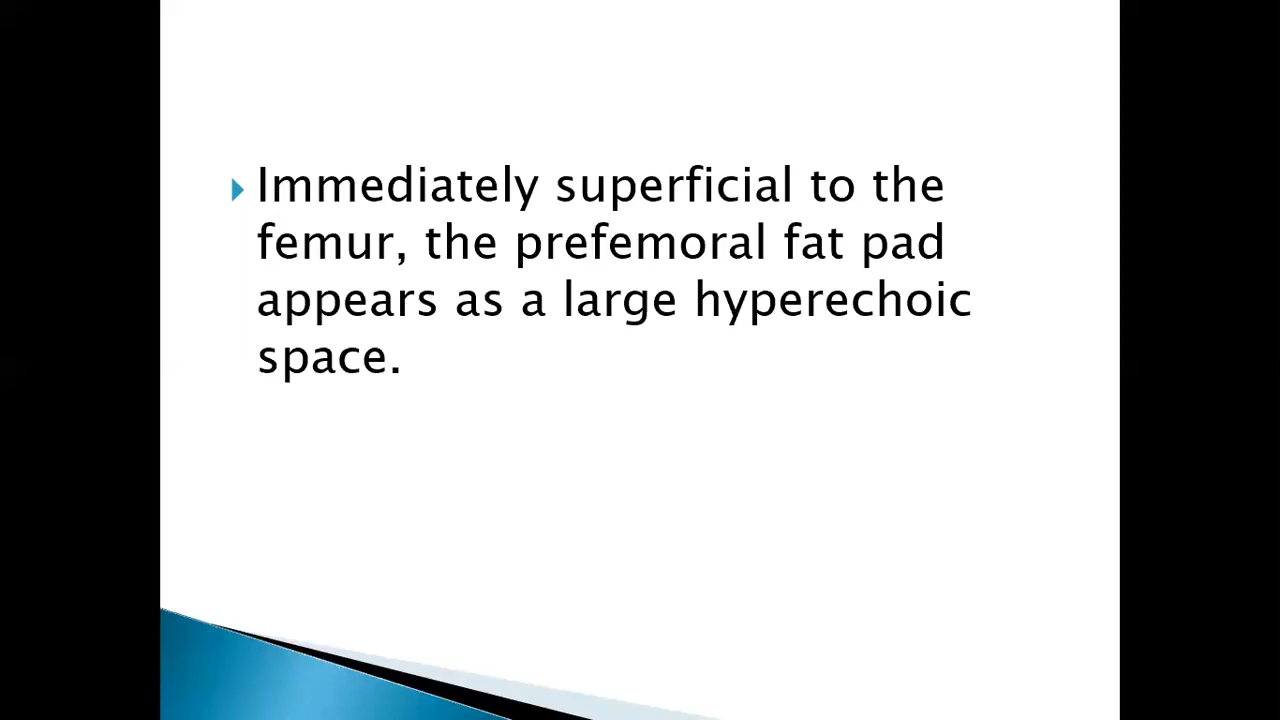 Immediately superficial to the
femur, the prefemoral fat pad
appears as a large hyperechoic
space.